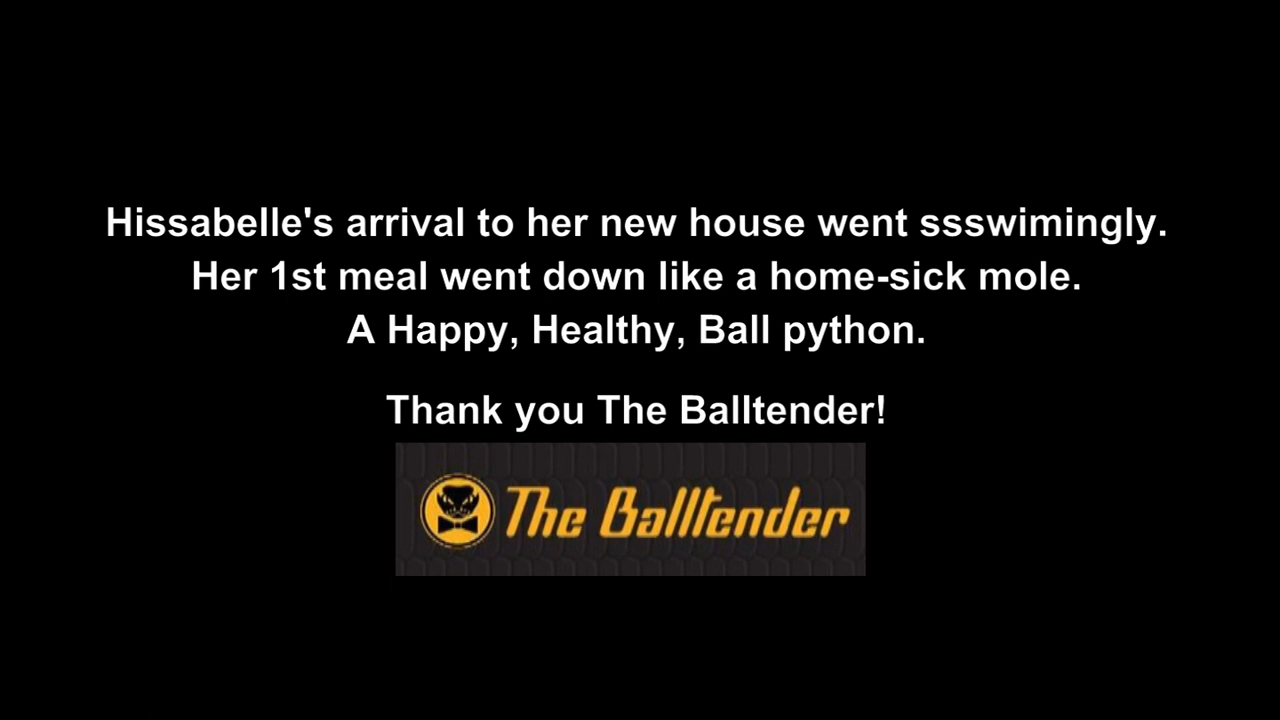 Hissabelle's arrival to her new house went ssswimingly.
Her 1st meal went down like a home-sick mole.
A Happy, Healthy, Ball python.
Thank you The Balltender!
The Balltender